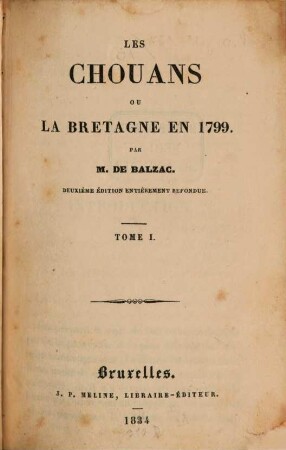 LES
CHOUANS
OU
LA BRETAGNE EN 1799.
PAR
M. DE BALZAC.
DEUXIÈME ÉDITION ENTIÈREMENT REFONDUE.
TOME I.
Bruxelles.
J. P. MELINE, LIBRAIRE-ÉDITEUR.
1834